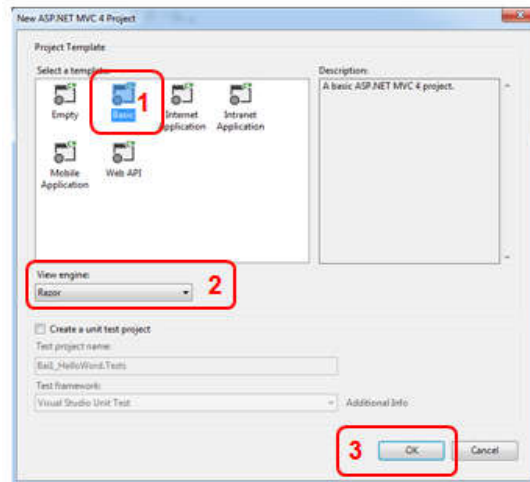 New ASP.NET MVC 4 Project
Project Template
Select a template:
Description:
Empty
Basic
Internet Application
Intranet Application
A basic ASP.NET MVC 4 project.
1
Mobile Application
Web API
View engine:
Razor
2
Create a unit test project
Test project name:
Bai1_HelloWord.Tests
Test framework:
Visual Studio Unit Test
Additional Info
3
OK
Cancel